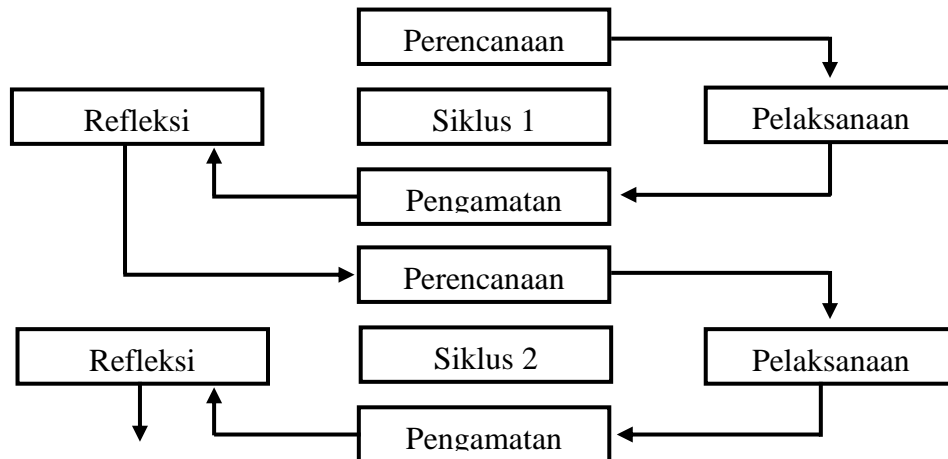 Perencanaan
Refleksi
Siklus 1
Pelaksanaan
Pengamatan
Perencanaan
Refleksi
Siklus 2
Pelaksanaan
Pengamatan